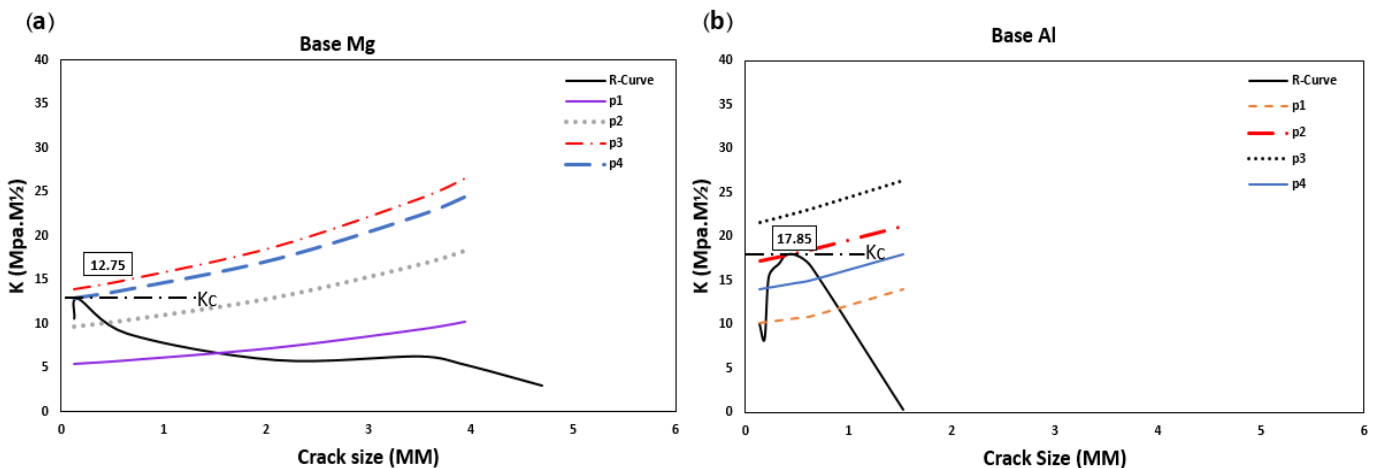 (a)
Base Mg
40
35
30
25
20
15
10
5
0
K (Mpa.M½)
R-Curve
p1
p2
p3
p4
12.75
Kc
0 1 2 3 4 5 6
Crack size (MM)
(b)
Base Al
40
35
30
25
20
15
10
5
0
K (Mpa.M½)
R-Curve
p1
p2
p3
p4
17.85
Kc
0 1 2 3 4 5 6
Crack Size (MM)